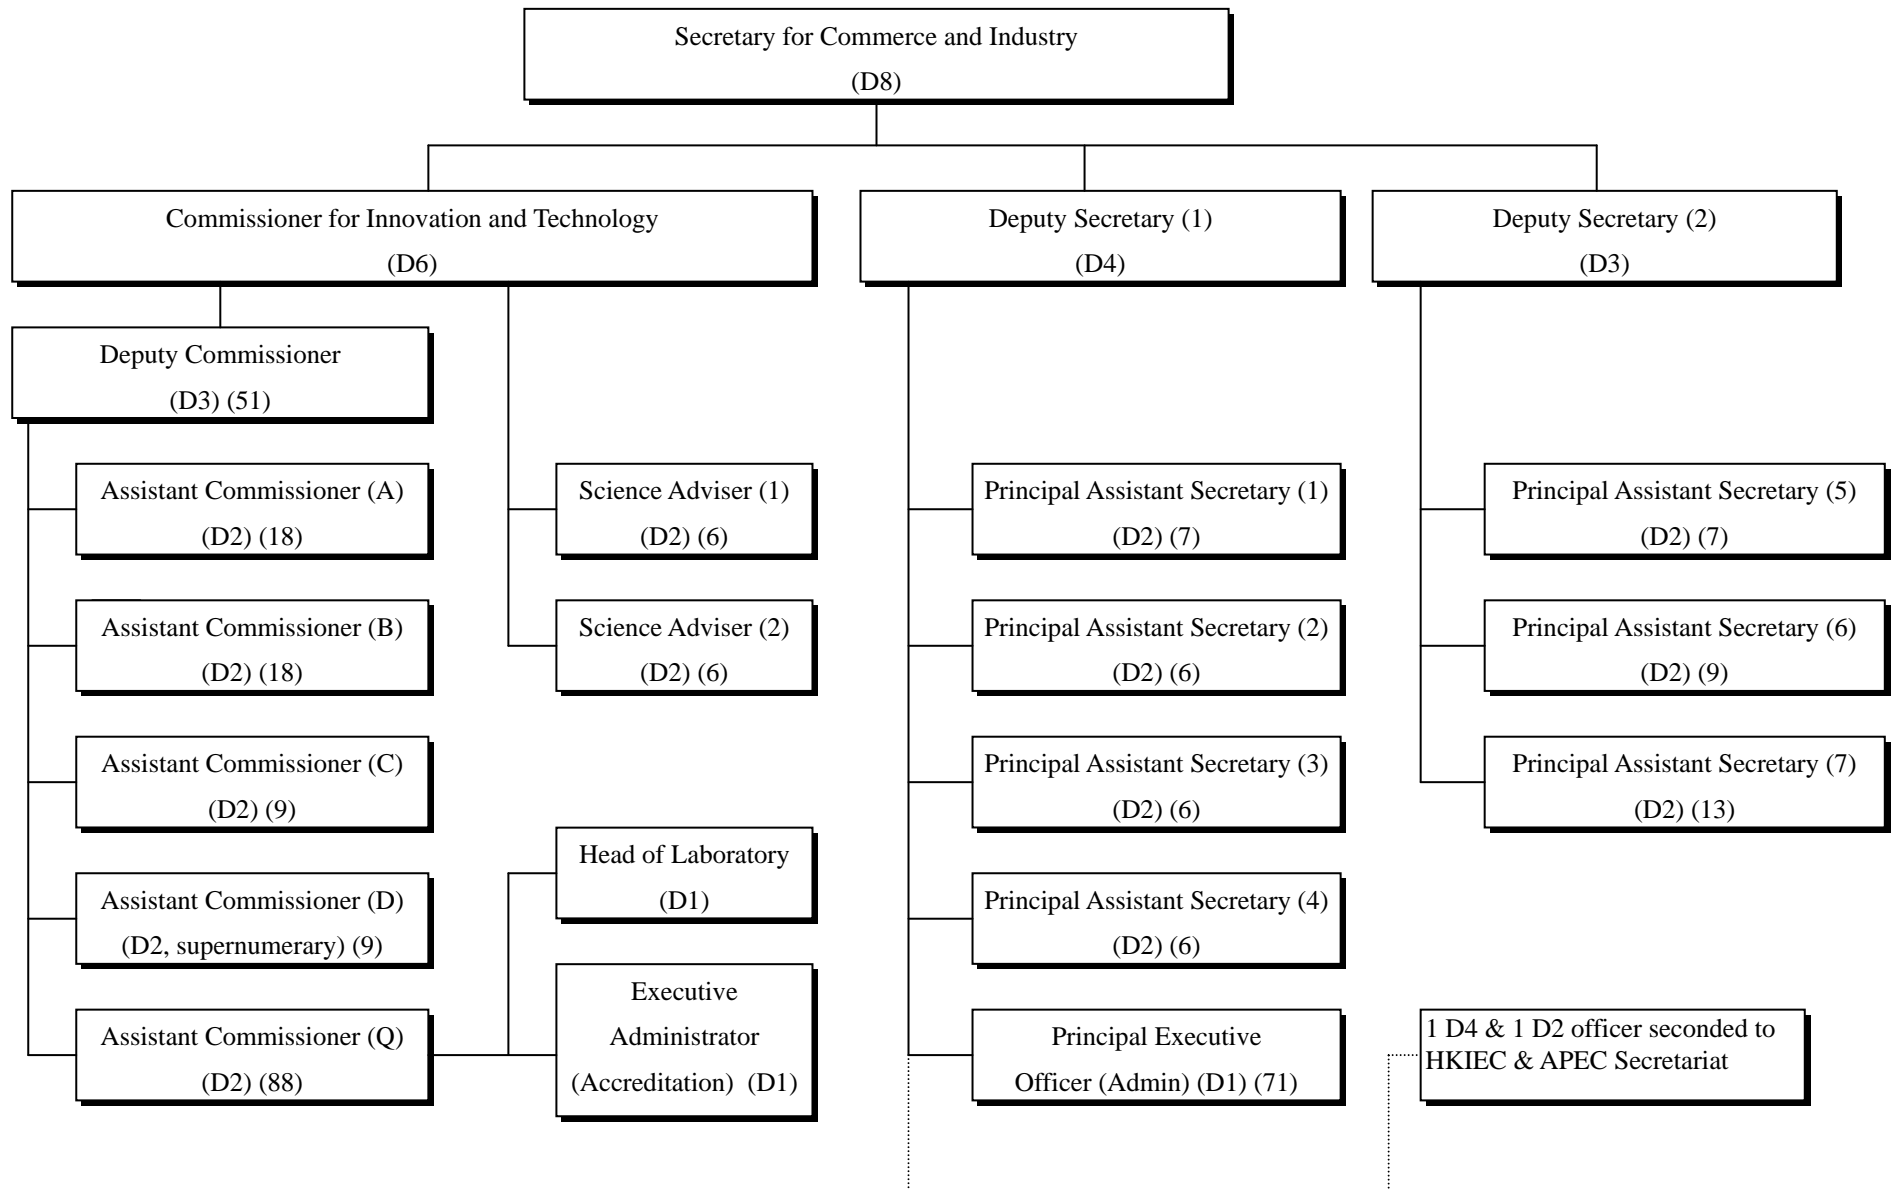 Secretary for Commerce and Industry
(D8)
Commissioner for Innovation and Technology
(D6)
Deputy Secretary (1)
(D4)
Deputy Secretary (2)
(D3)
Deputy Commissioner
(D3) (51)
Assistant Commissioner (A)
(D2) (18)
Science Adviser (1)
(D2) (6)
Principal Assistant Secretary (1)
(D2) (7)
Principal Assistant Secretary (5)
(D2) (7)
Assistant Commissioner (B)
(D2) (18)
Science Adviser (2)
(D2) (6)
Principal Assistant Secretary (2)
(D2) (6)
Principal Assistant Secretary (6)
(D2) (9)
Assistant Commissioner (C)
(D2) (9)
Principal Assistant Secretary (3)
(D2) (6)
Principal Assistant Secretary (7)
(D2) (13)
Head of Laboratory
(D1)
Assistant Commissioner (D)
(D2, supernumerary) (9)
Principal Assistant Secretary (4)
(D2) (6)
Executive
Administrator
(Accreditation) (D1)
Assistant Commissioner (Q)
(D2) (88)
Principal Executive
Officer (Admin) (D1) (71)
1 D4 & 1 D2 officer seconded to
HKIEC & APEC Secretariat